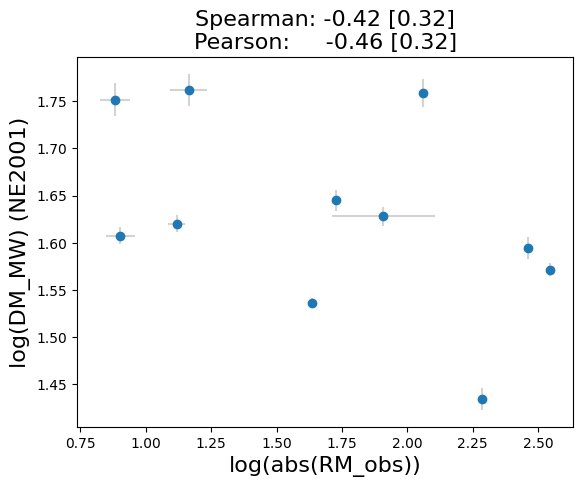 Spearman: -0.42 [0.32]
Pearson: -0.46 [0.32]
log(DM_MW) (NE2001)
1.75
1.70
1.65
1.60
1.55
1.50
1.45
0.75 1.00 1.25 1.50 1.75 2.00 2.25 2.50
log(abs(RM_obs))